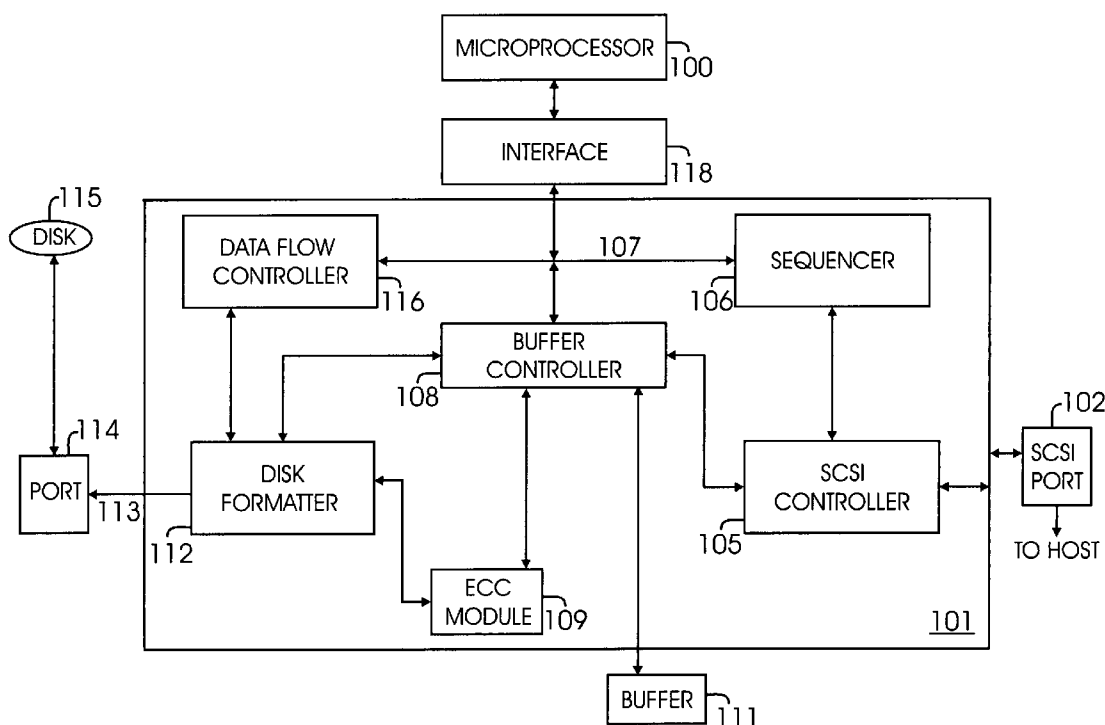 MICROPROCESSOR
100
INTERFACE
118
115
DISK
DATA FLOW
CONTROLLER
116
107
SEQUENCER
106
BUFFER
CONTROLLER
108
102
SCSI
PORT
TO HOST
114
PORT
113
DISK
FORMATTER
112
SCSI
CONTROLLER
105
ECC
MODULE
109
101
BUFFER
111